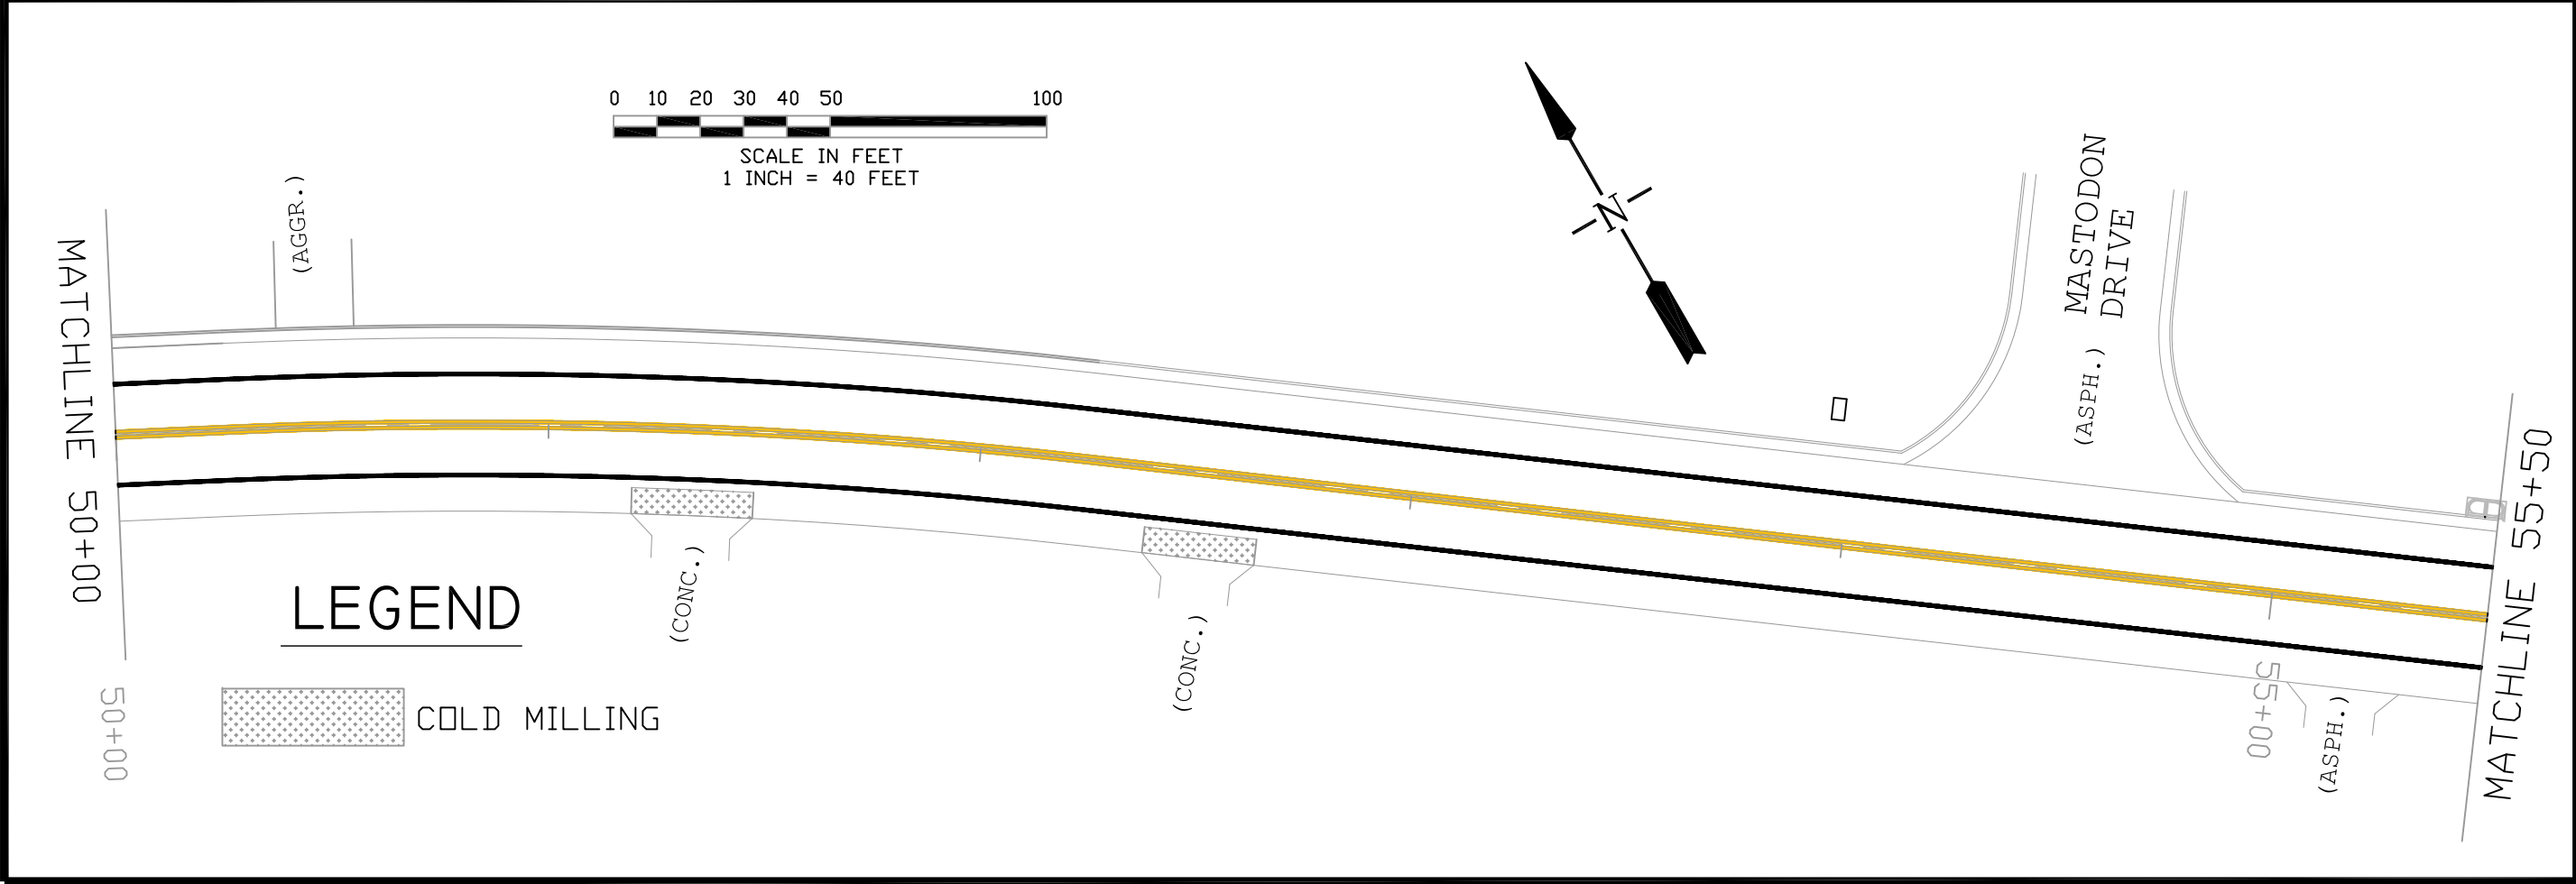 0 10 20 30 40 50 100
SCALE IN FEET
1 INCH = 40 FEET
N
(AGGR.)
MATCHLINE 50+00
50+00
MASTODON
DRIVE
(ASPH.)
MATCHLINE 55+50
(CONC.)
(CONC.)
55+00
(ASPH.)
LEGEND
COLD MILLING